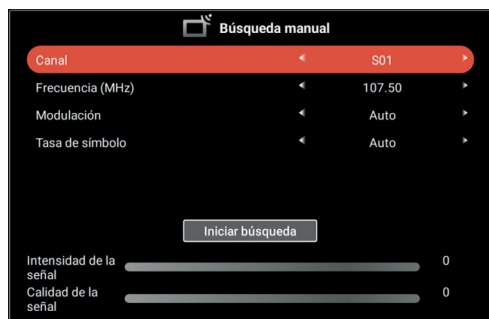 Búsqueda manual
Canal S01
Frecuencia (MHz) 107.50
Modulación Auto
Tasa de símbolo Auto
Iniciar búsqueda
Intensidad de la
señal 0
Calidad de la
señal 0